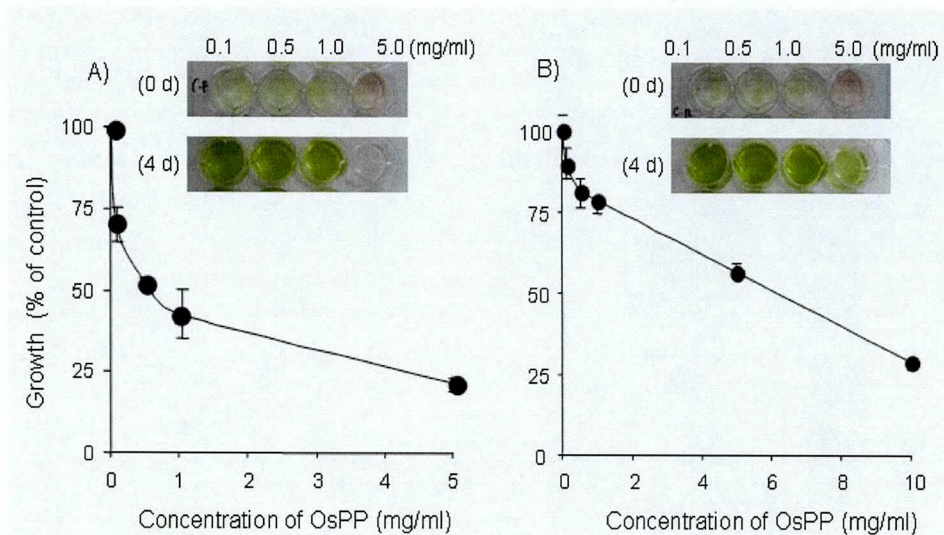 0.1 0.5 1.0 5.0 (mg/ml)
A)
(0 d)
(4 d)
100
75
50
25
0
Growth (% of control)
0 1 2 3 4 5
Concentration of OsPP (mg/ml)
0.1 0.5 1.0 5.0 (mg/ml)
B)
(0 d)
(4 d)
100
75
50
25
0
0 2 4 6 8 10
Concentration of OsPP (mg/ml)